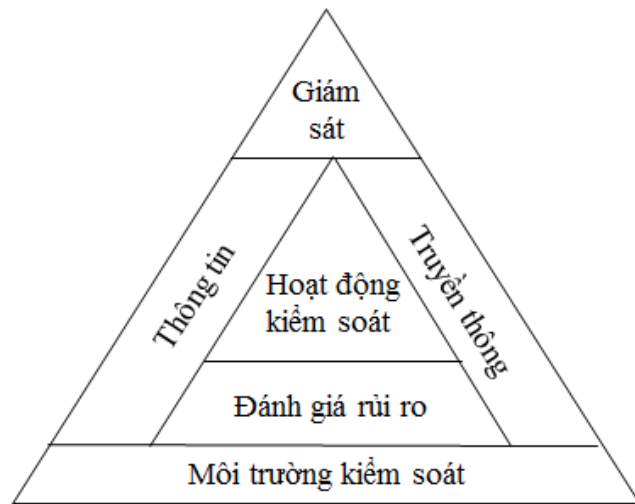 Giám
sát
Thông tin
Truyền thông
Hoạt động
kiểm soát
Đánh giá rủi ro
Môi trường kiểm soát